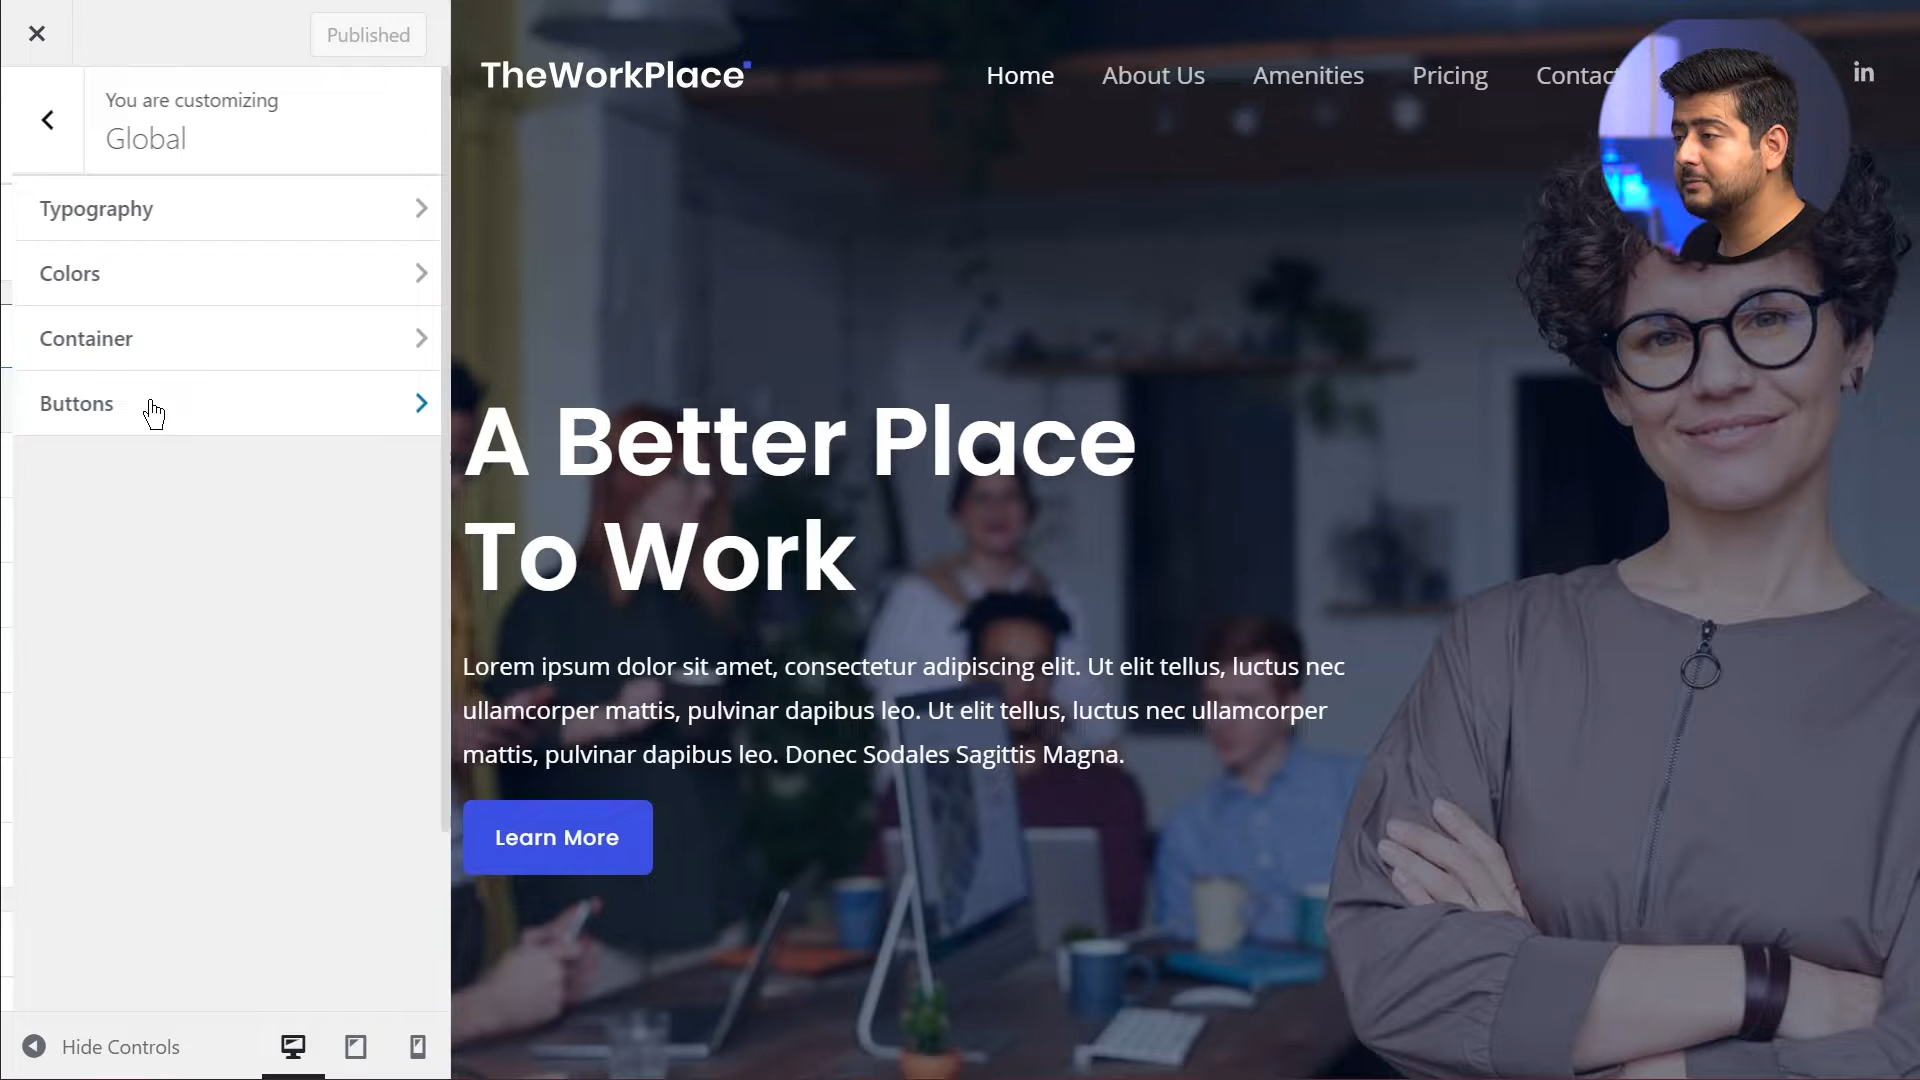 Published
You are customizing
Global
Typography
Colors
Container
Buttons
Hide Controls
TheWorkPlace
Home
About Us
Amenities
Pricing
Contac
in
A Better Place
To Work
Lorem ipsum dolor sit amet, consectetur adipiscing elit. Ut elit tellus, luctus nec
ullamcorper mattis, pulvinar dapibus leo. Ut elit tellus, luctus nec ullamcorper
mattis, pulvinar dapibus leo. Donec Sodales Sagittis Magna.
Learn More